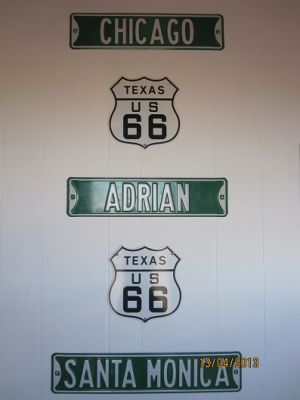 CHICAGO
TEXAS
US
66
ADRIAN
TEXAS
US
66
SANTA MONICA
13/04/2013